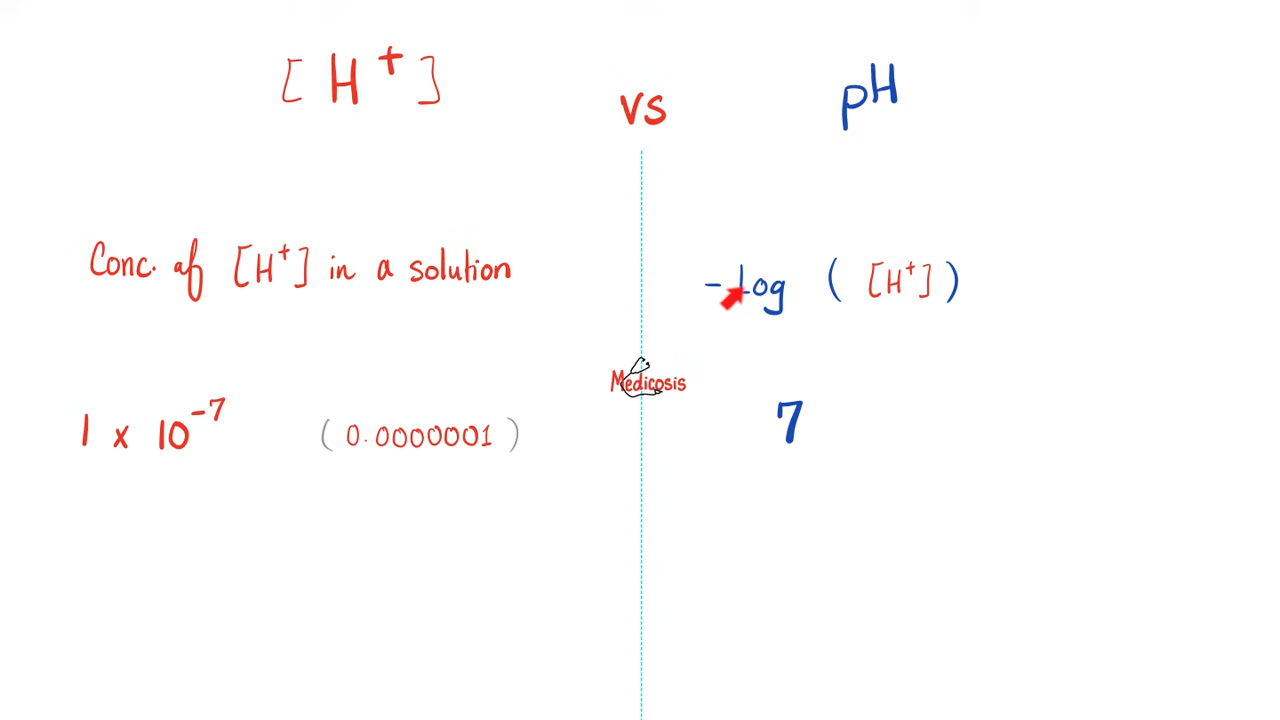 [ H⁺ ] vs pH
Conc. of [H⁺] in a solution
-Log ( [H⁺] )
Medicosis
1 x 10⁻⁷ ( 0.0000001 )
7